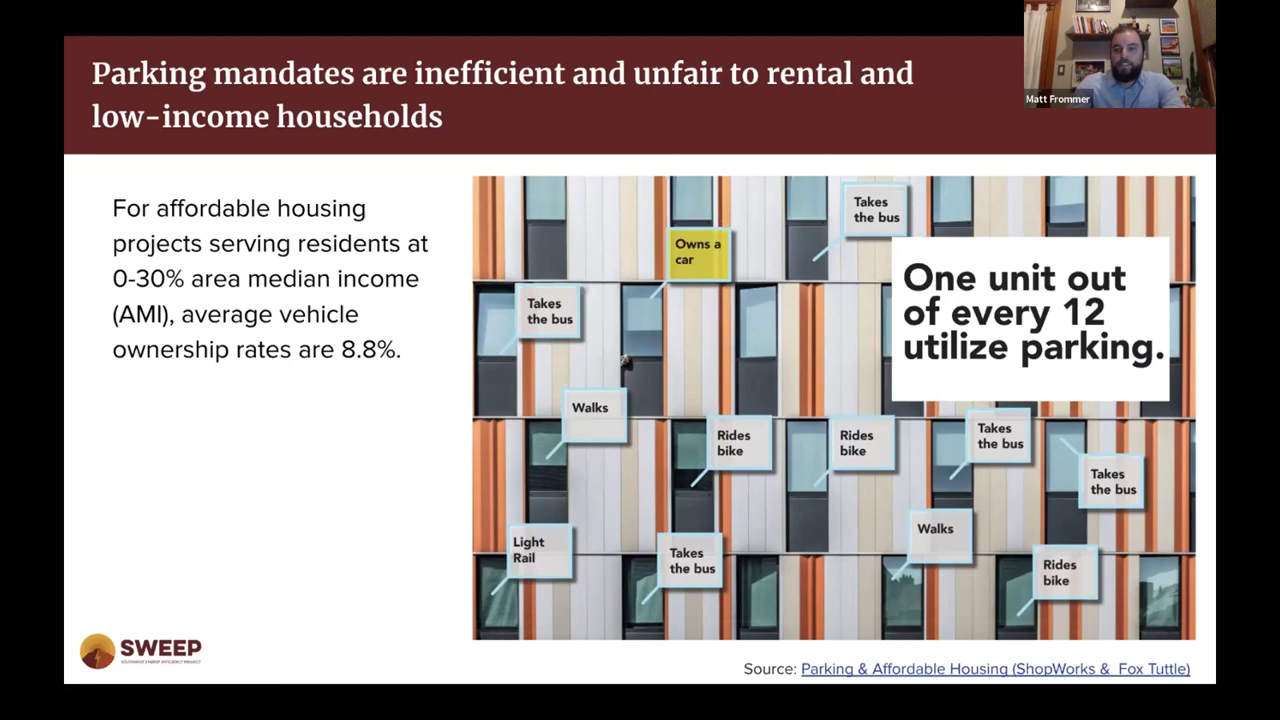 Parking mandates are inefficient and unfair to rental and
low-income households
Matt Frommer
For affordable housing
projects serving residents at
0-30% area median income
(AMI), average vehicle
ownership rates are 8.8%.
Takes
the bus
Owns a
car
One unit out
of every 12
utilize parking.
Takes
the bus
Walks
Rides
bike
Rides
bike
Takes
the bus
Takes
the bus
Light
Rail
Takes
the bus
Walks
Rides
bike
SWEEP
SOUTHWEST ENERGY EFFICIENCY PROJECT
Source: Parking & Affordable Housing (ShopWorks & Fox Tuttle)